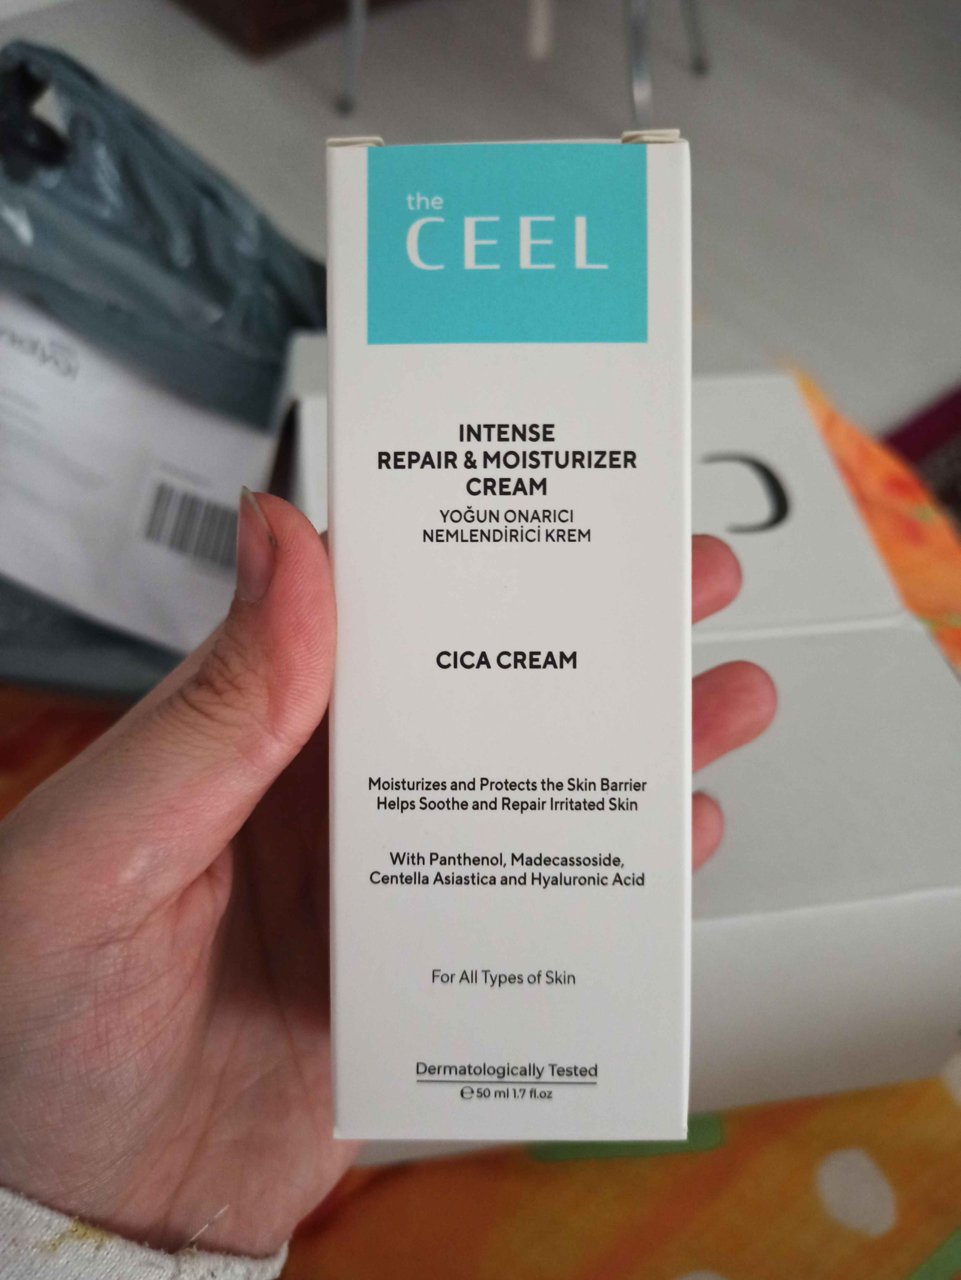 the
CEEL
INTENSE
REPAIR & MOISTURIZER
CREAM
YOĞUN ONARICI
NEMLENDİRİCİ KREM
CICA CREAM
Moisturizes and Protects the Skin Barrier
Helps Soothe and Repair Irritated Skin
With Panthenol, Madecassoside,
Centella Asiastica and Hyaluronic Acid
For All Types of Skin
Dermatologically Tested
℮ 50 ml 1.7 fl.oz